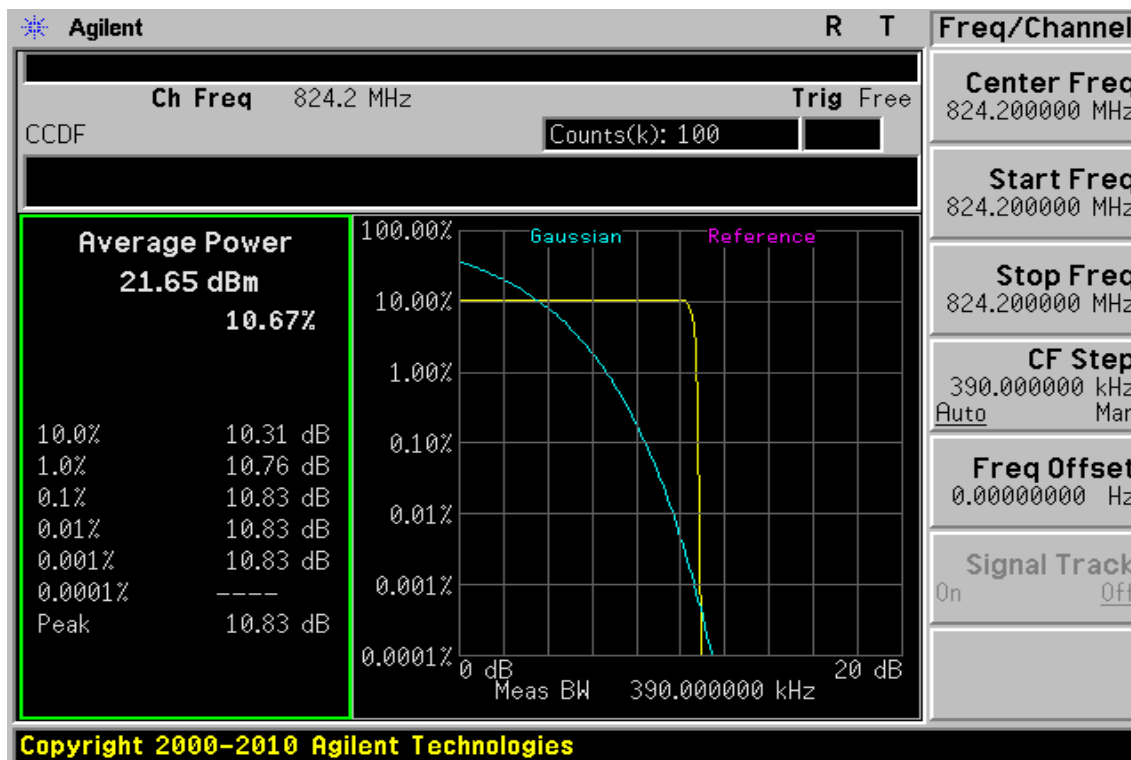 Agilent R T
Ch Freq 824.2 MHz Trig Free
CCDF Counts(k): 100
Average Power
21.65 dBm
10.67%
10.0% 10.31 dB
1.0% 10.76 dB
0.1% 10.83 dB
0.01% 10.83 dB
0.001% 10.83 dB
0.0001% ----
Peak 10.83 dB
Gaussian Reference
100.00%
10.00%
1.00%
0.10%
0.01%
0.001%
0.0001%
0 dB 20 dB
Meas BW 390.000000 kHz
Freq/Channel
Center Freq
824.200000 MHz
Start Freq
824.200000 MHz
Stop Freq
824.200000 MHz
CF Step
390.000000 kHz
Auto Man
Freq Offset
0.00000000 Hz
Signal Track
On Off
Copyright 2000-2010 Agilent Technologies